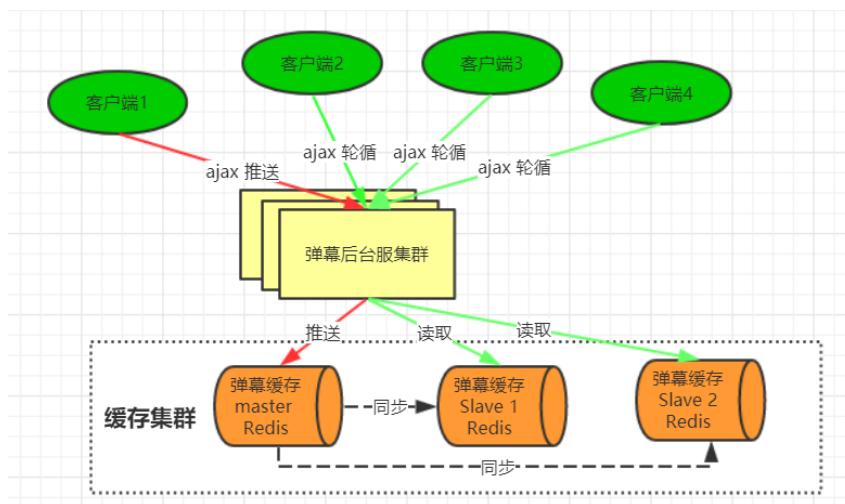 客户端1
客户端2
客户端3
客户端4
ajax 推送
ajax 轮循
ajax 轮循
ajax 轮循
弹幕后台服集群
推送
读取
读取
缓存集群
弹幕缓存
master
Redis
同步
弹幕缓存
Slave 1
Redis
弹幕缓存
Slave 2
Redis
同步